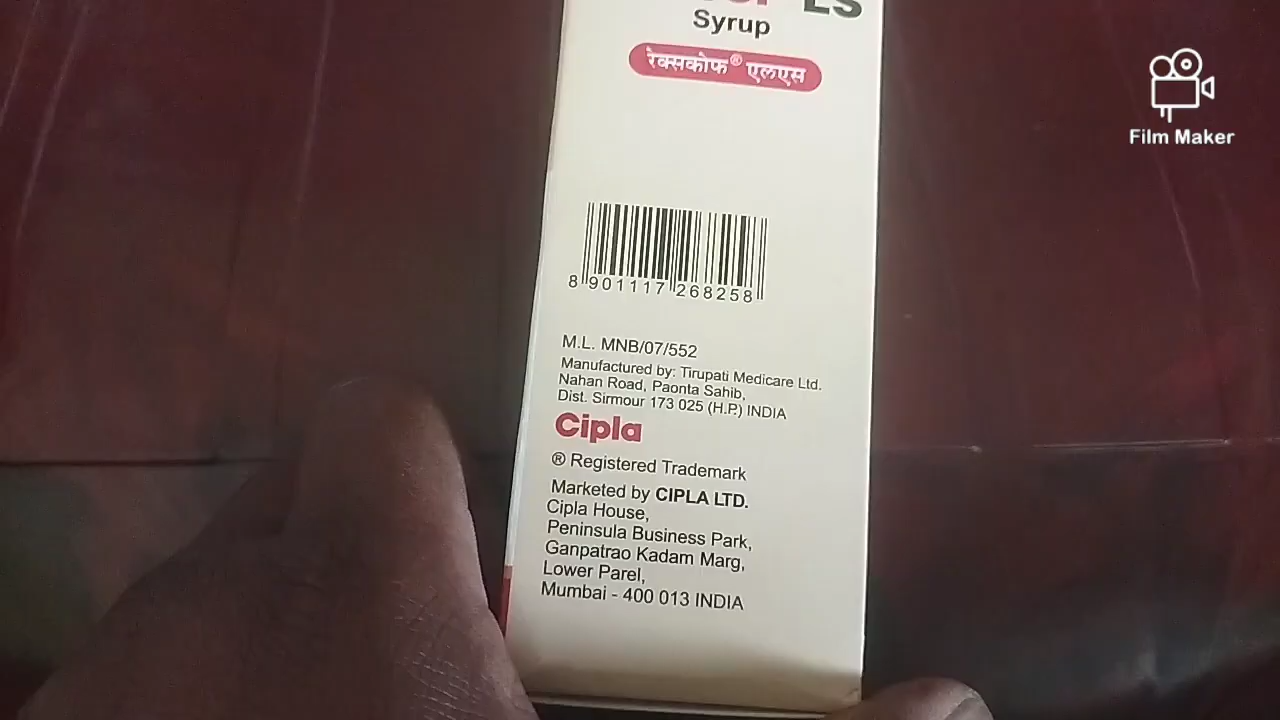 LS
Syrup
रेक्सकोफ® एलएस
Film Maker
8 901117 268258
M.L. MNB/07/552
Manufactured by: Tirupati Medicare Ltd.
Nahan Road, Paonta Sahib,
Dist. Sirmour 173 025 (H.P.) INDIA
Cipla
® Registered Trademark
Marketed by CIPLA LTD.
Cipla House,
Peninsula Business Park,
Ganpatrao Kadam Marg,
Lower Parel,
Mumbai - 400 013 INDIA